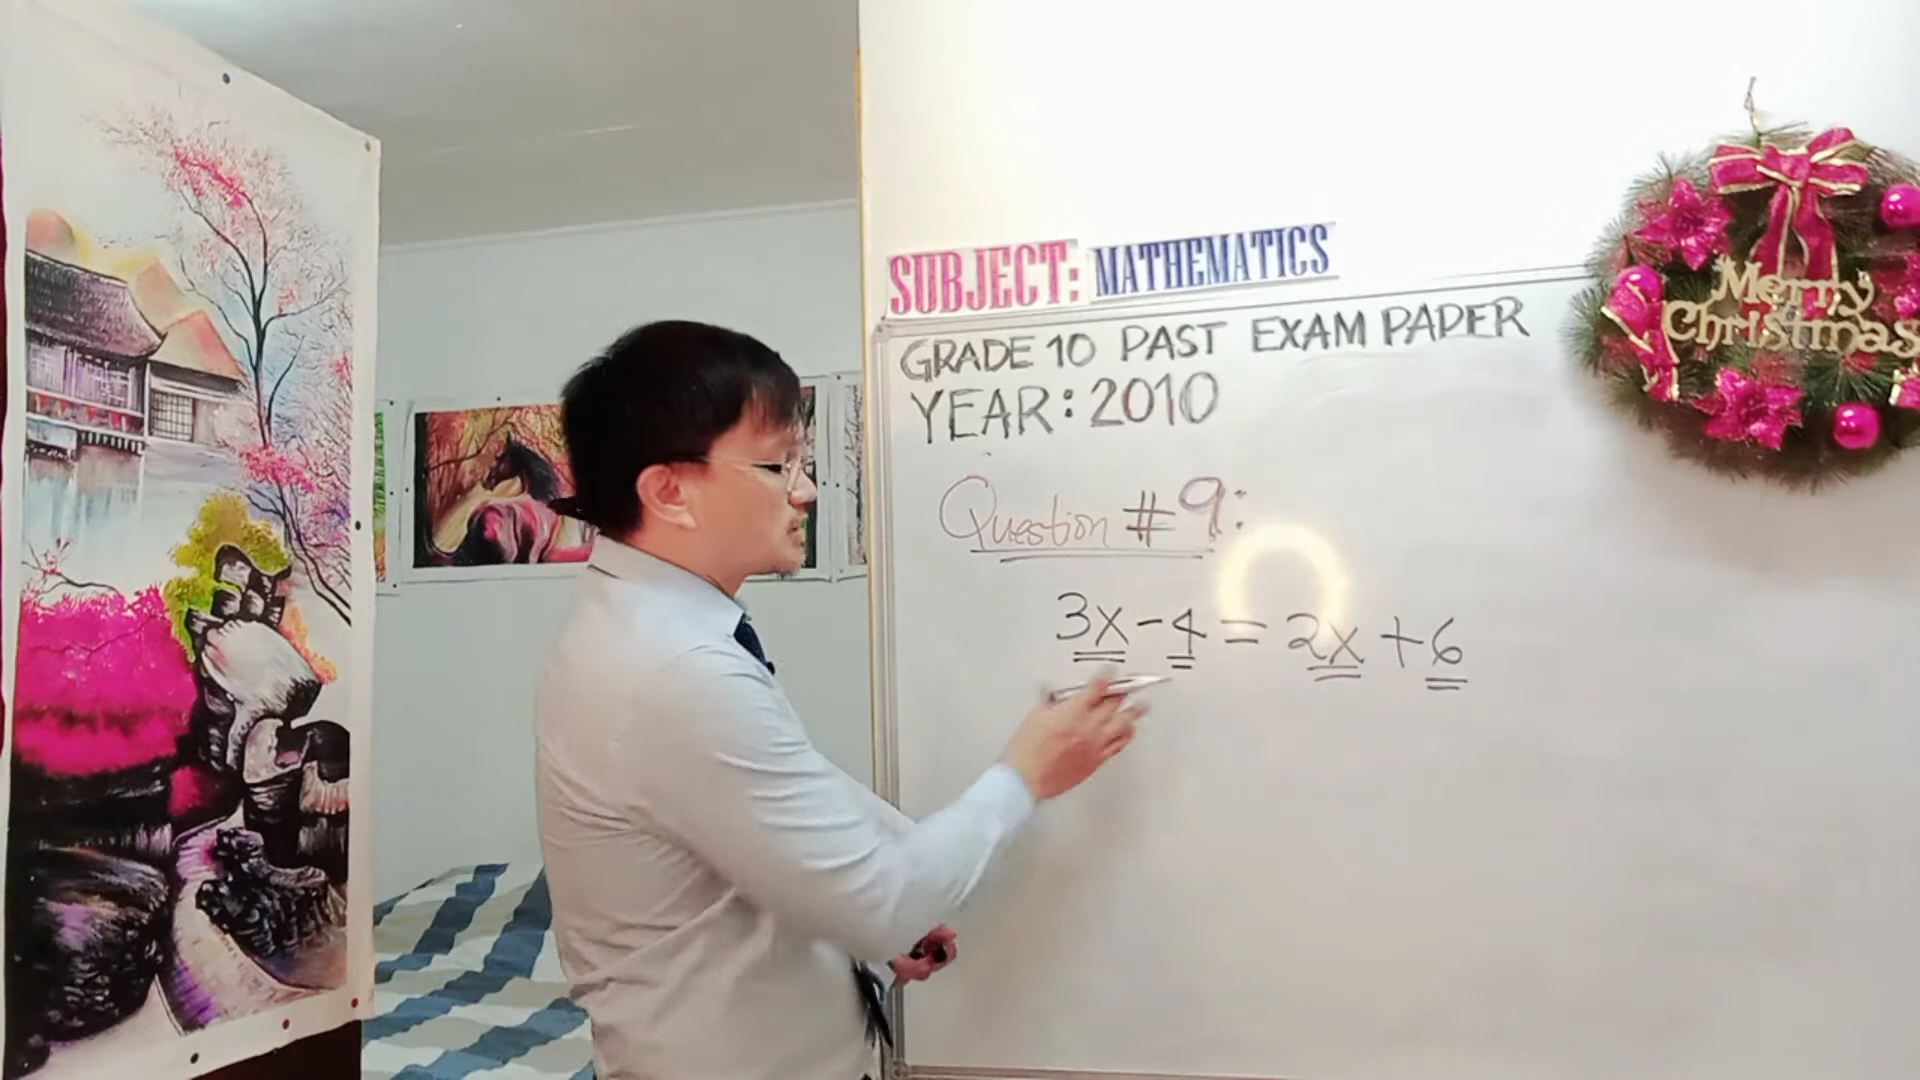 SUBJECT: MATHEMATICS
GRADE 10 PAST EXAM PAPER
YEAR: 2010
Question #9:
3x-4=2x+6
Merry
Christmas